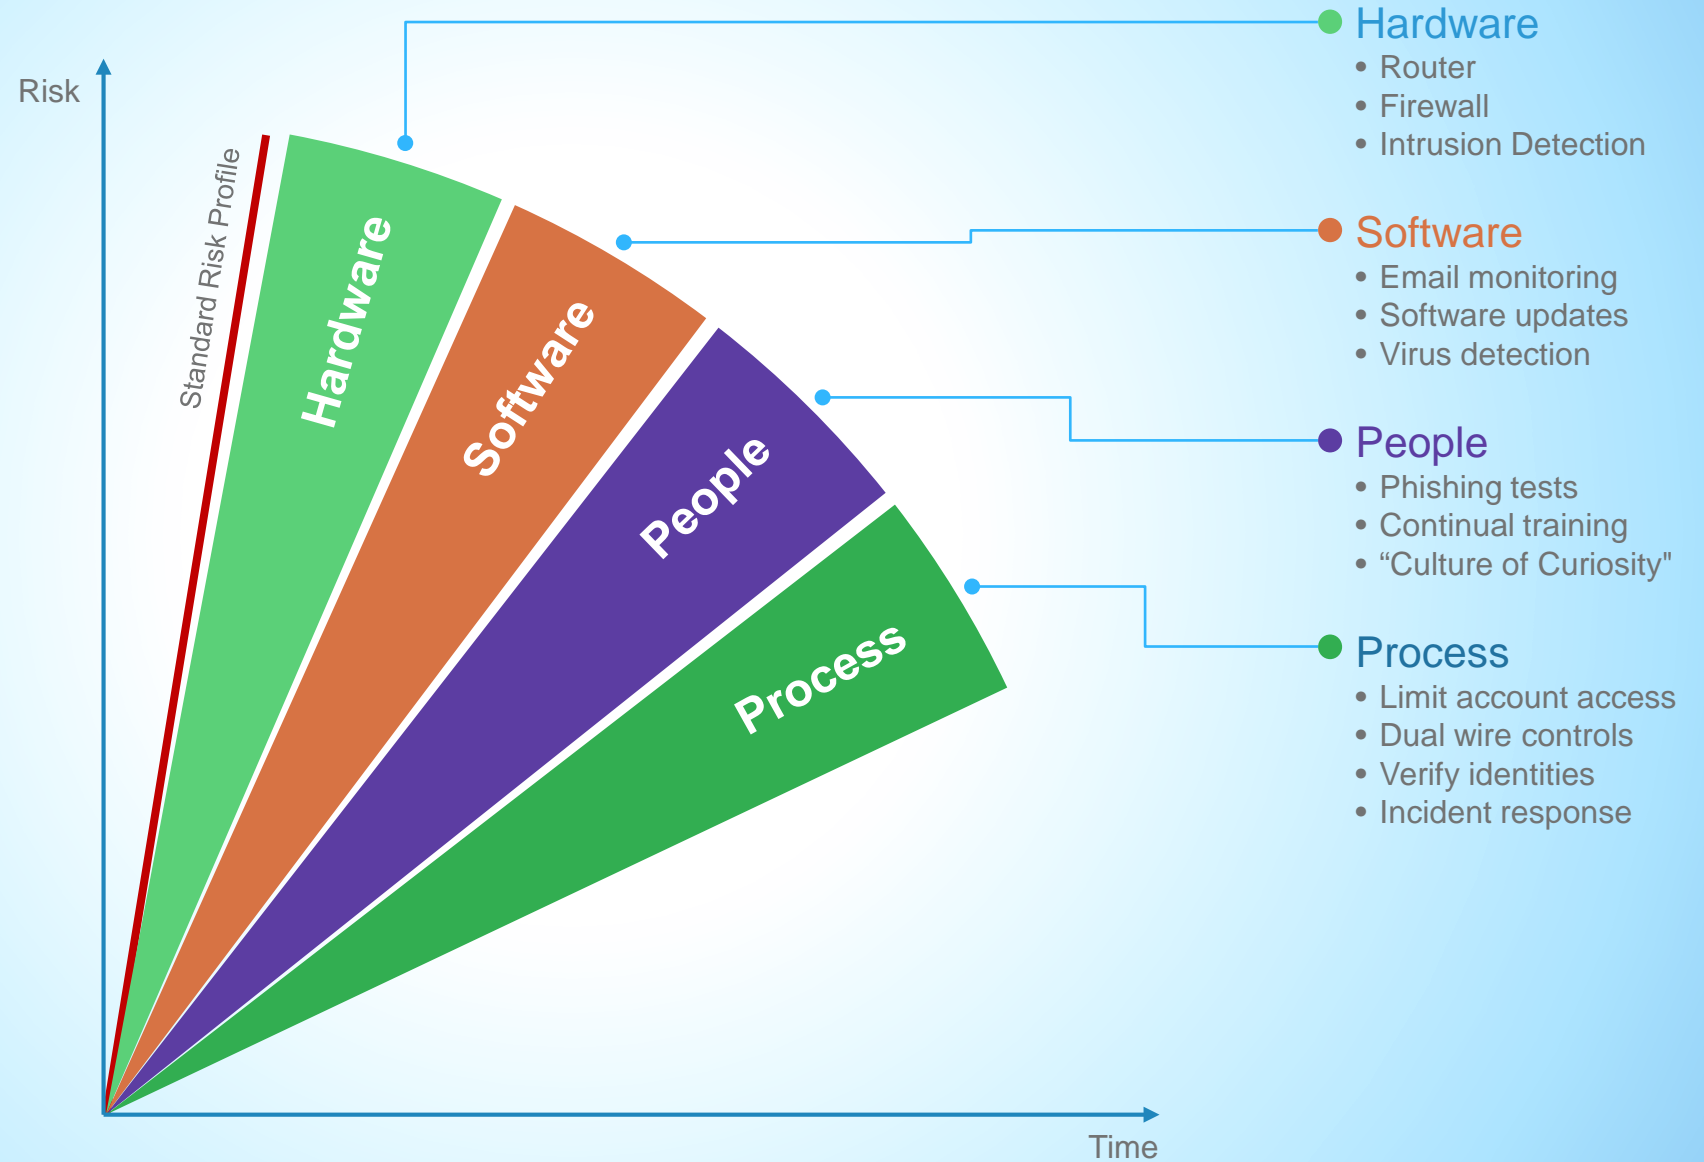 Risk
Standard Risk Profile
Hardware
Software
People
Process
Time
Hardware
• Router
• Firewall
• Intrusion Detection
Software
• Email monitoring
• Software updates
• Virus detection
People
• Phishing tests
• Continual training
• “Culture of Curiosity"
Process
• Limit account access
• Dual wire controls
• Verify identities
• Incident response